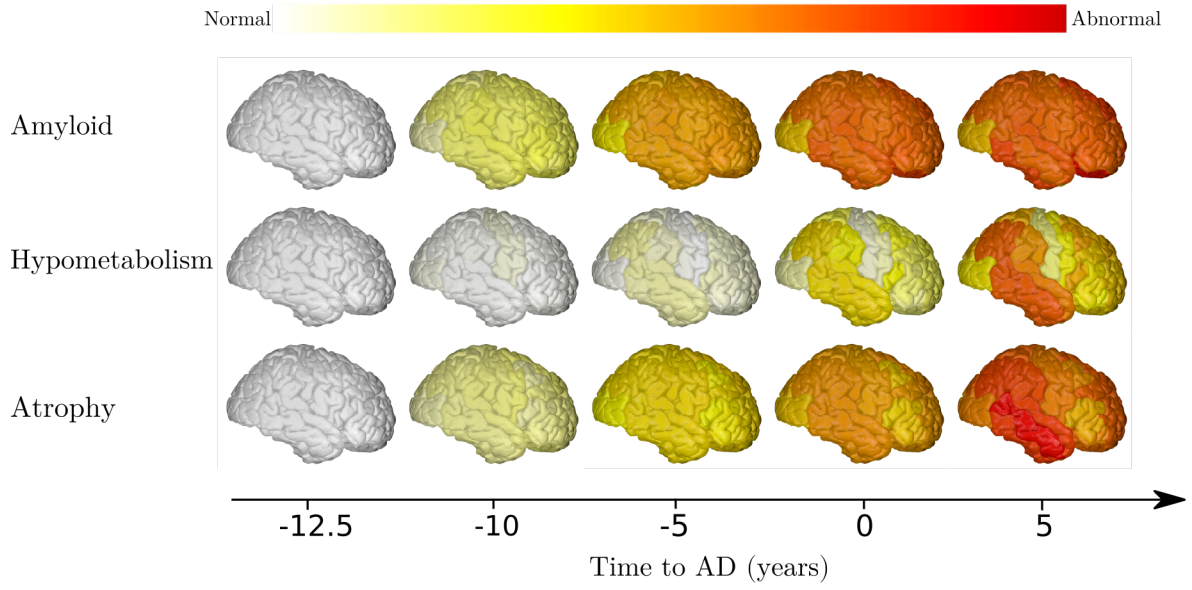 Normal Abnormal
Amyloid
Hypometabolism
Atrophy
-12.5 -10 -5 0 5
Time to AD (years)